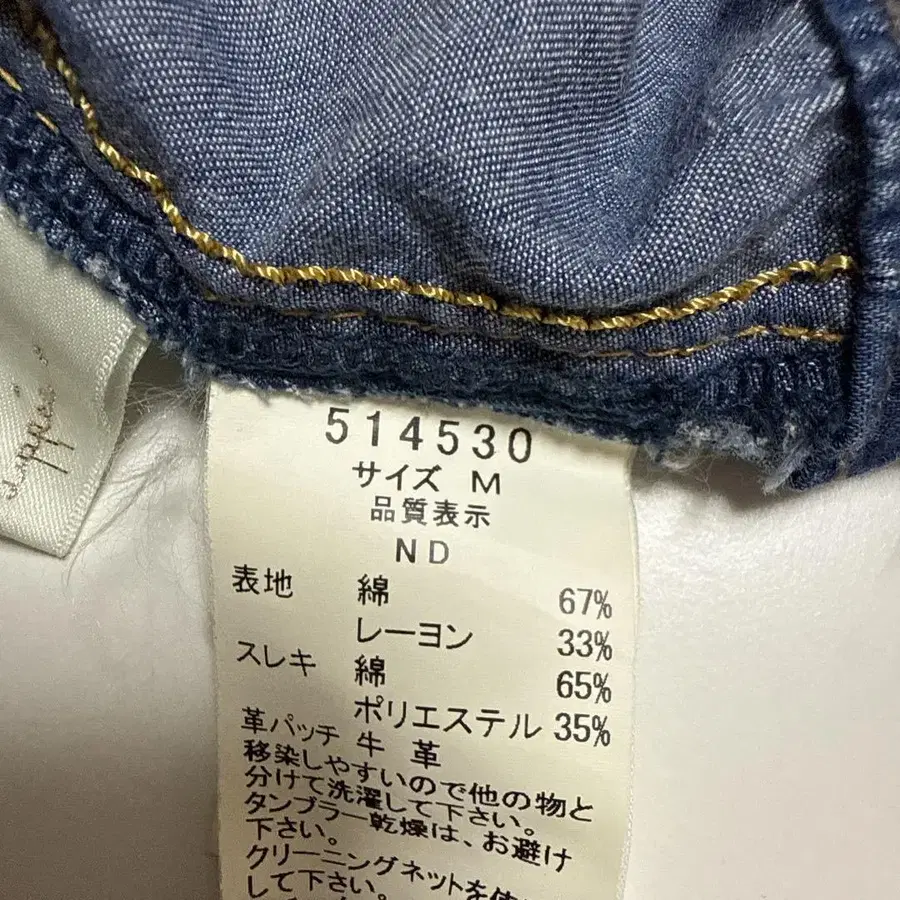 514530
サイズ M
品質表示
ND
表地 綿 67%
レーヨン 33%
スレキ 綿 65%
ポリエステル 35%
革パッチ 牛 革
移染しやすいので他の物と
分けて洗濯して下さい。
タンブラー乾燥は、お避け
下さい。
クリーニングネットを使
して下さい。